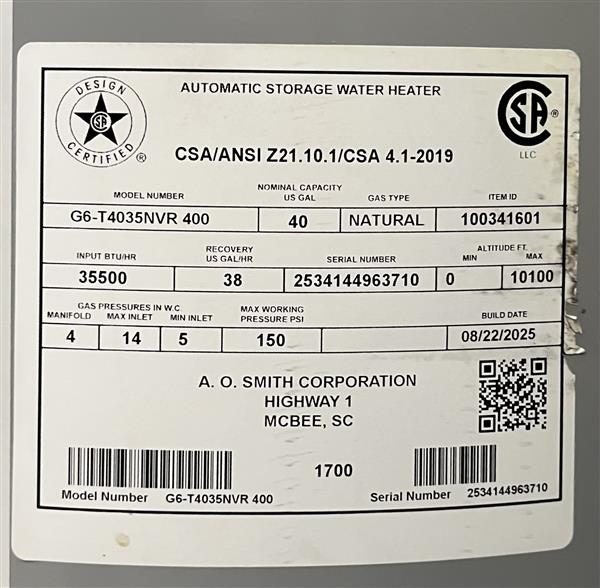 DESIGN
CERTIFIED
CSA
®
AUTOMATIC STORAGE WATER HEATER
CSA/ANSI Z21.10.1/CSA 4.1-2019
CSA
®
LLC
MODEL NUMBER
NOMINAL CAPACITY
US GAL
GAS TYPE
ITEM ID
G6-T4035NVR 400
40
NATURAL
100341601
INPUT BTU/HR
RECOVERY
US GAL/HR
SERIAL NUMBER
ALTITUDE FT.
MIN
MAX
35500
38
2534144963710
0
10100
GAS PRESSURES IN W.C
MANIFOLD
MAX INLET
MIN INLET
MAX WORKING
PRESSURE PSI
BUILD DATE
4
14
5
150
08/22/2025
A. O. SMITH CORPORATION
HIGHWAY 1
MCBEE, SC
1700
Model Number G6-T4035NVR 400
Serial Number 2534144963710